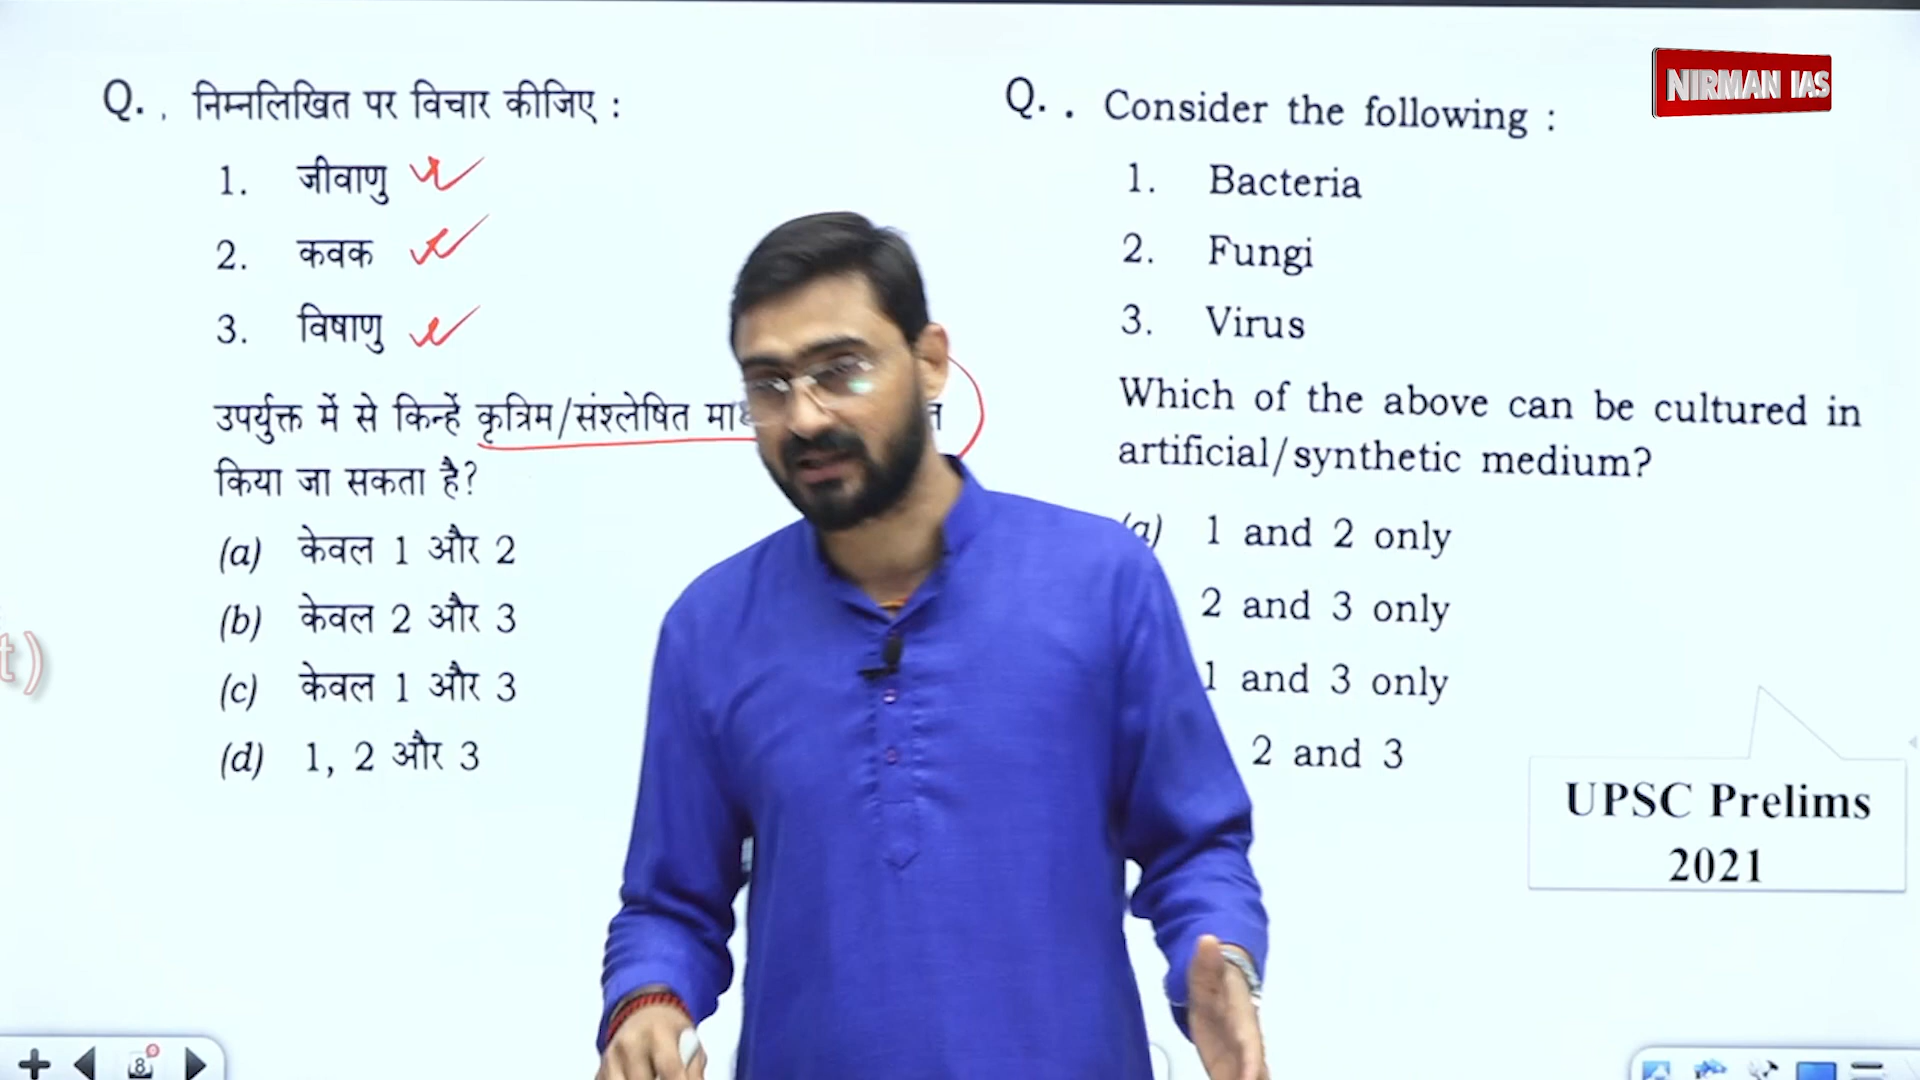 NIRMAN IAS
Q. . निम्नलिखित पर विचार कीजिए :
1. जीवाणु
2. कवक
3. विषाणु
उपर्युक्त में से किन्हें कृत्रिम/संश्लेषित
किया जा सकता है?
(a) केवल 1 और 2
(b) केवल 2 और 3
(c) केवल 1 और 3
(d) 1, 2 और 3
Q. . Consider the following :
1. Bacteria
2. Fungi
3. Virus
Which of the above can be cultured in
artificial/synthetic medium?
(a) 1 and 2 only
2 and 3 only
1 and 3 only
2 and 3
UPSC Prelims
2021
t)
8